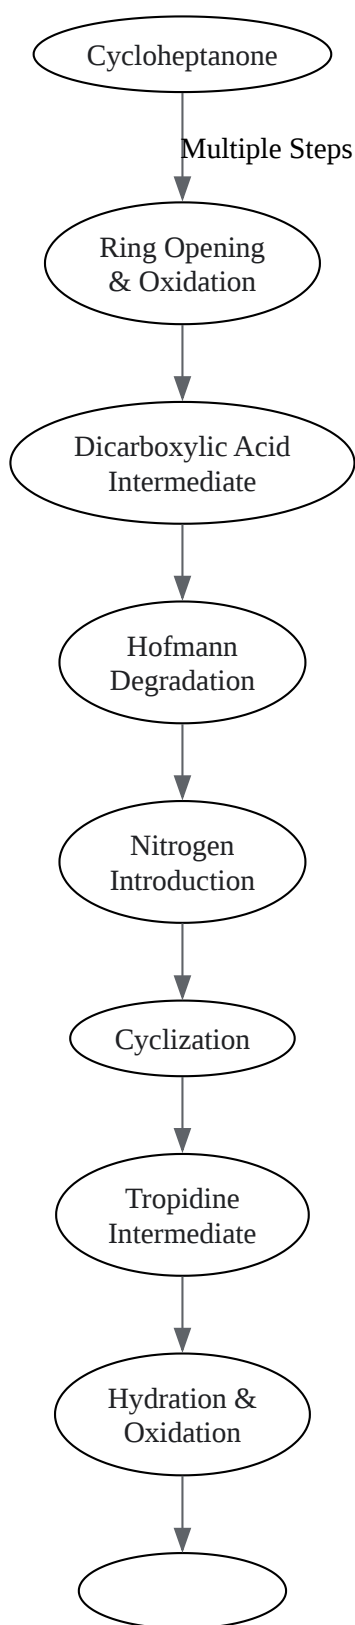 Cycloheptanone
Multiple Steps
Ring Opening
& Oxidation
Dicarboxylic Acid
Intermediate
Hofmann
Degradation
Nitrogen
Introduction
Cyclization
Tropidine
Intermediate
Hydration &
Oxidation